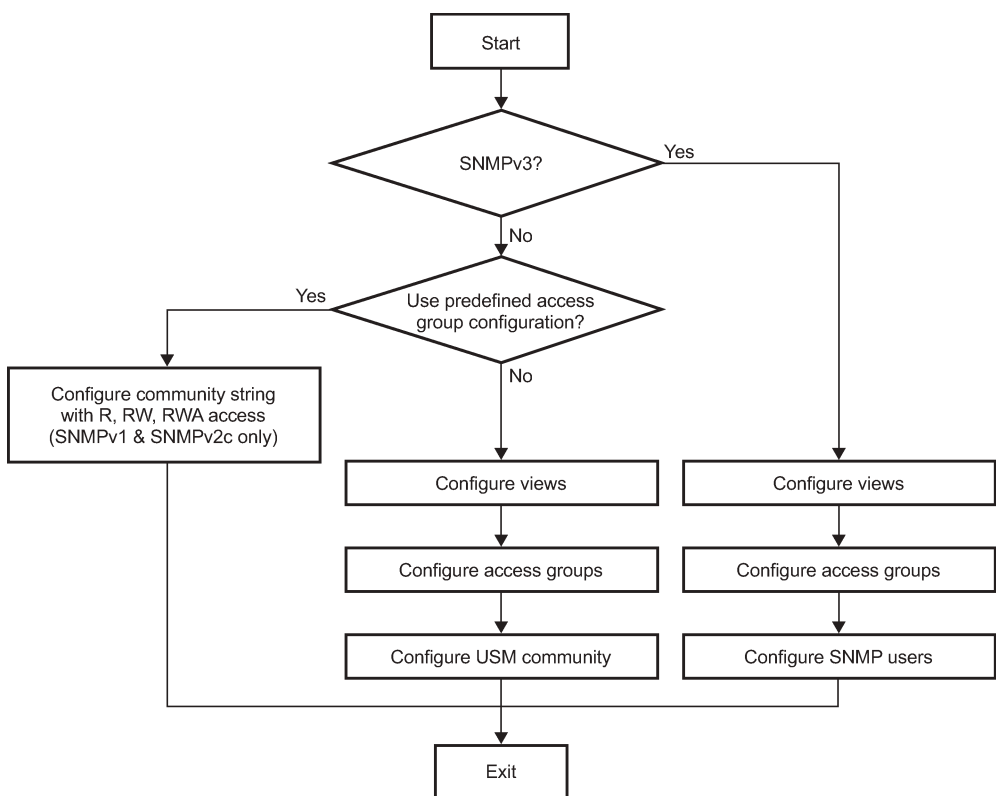 Start
SNMPv3?
Yes
No
Use predefined access
group configuration?
Yes
No
Configure community string
with R, RW, RWA access
(SNMPv1 & SNMPv2c only)
Configure views
Configure views
Configure access groups
Configure access groups
Configure USM community
Configure SNMP users
Exit